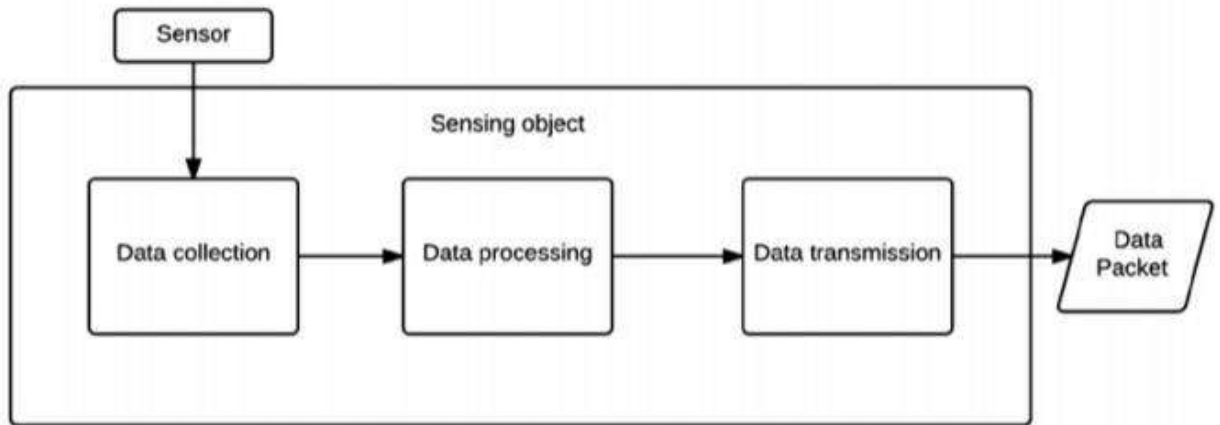 Sensor
Sensing object
Data collection
Data processing
Data transmission
Data
Packet